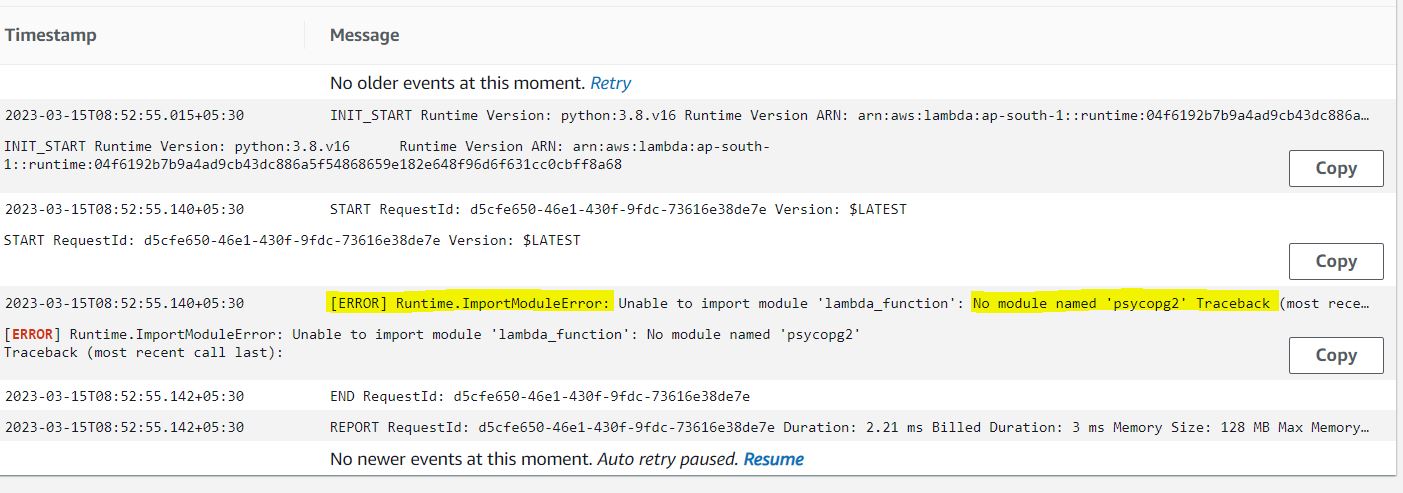 Timestamp Message
No older events at this moment. Retry
2023-03-15T08:52:55.015+05:30 INIT_START Runtime Version: python:3.8.v16 Runtime Version ARN: arn:aws:lambda:ap-south-1::runtime:04f6192b7b9a4ad9cb43dc886a…
INIT_START Runtime Version: python:3.8.v16 Runtime Version ARN: arn:aws:lambda:ap-south-
1::runtime:04f6192b7b9a4ad9cb43dc886a5f54868659e182e648f96d6f631cc0cbff8a68
Copy
2023-03-15T08:52:55.140+05:30 START RequestId: d5cfe650-46e1-430f-9fdc-73616e38de7e Version: $LATEST
START RequestId: d5cfe650-46e1-430f-9fdc-73616e38de7e Version: $LATEST
Copy
2023-03-15T08:52:55.140+05:30 [ERROR] Runtime.ImportModuleError: Unable to import module 'lambda_function': No module named 'psycopg2' Traceback (most rece…
[ERROR] Runtime.ImportModuleError: Unable to import module 'lambda_function': No module named 'psycopg2'
Traceback (most recent call last):
Copy
2023-03-15T08:52:55.142+05:30 END RequestId: d5cfe650-46e1-430f-9fdc-73616e38de7e
2023-03-15T08:52:55.142+05:30 REPORT RequestId: d5cfe650-46e1-430f-9fdc-73616e38de7e Duration: 2.21 ms Billed Duration: 3 ms Memory Size: 128 MB Max Memory…
No newer events at this moment. Auto retry paused. Resume